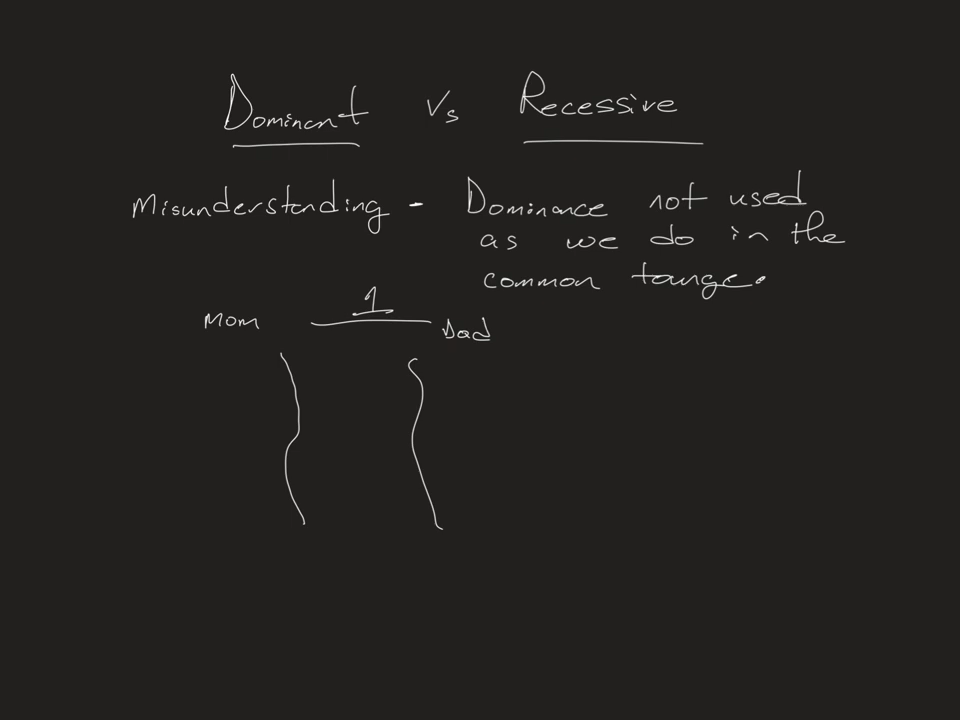 Dominant Vs Recessive
Misunderstanding - Dominance not used
as we do in the
common tounge.
1
Mom Dad